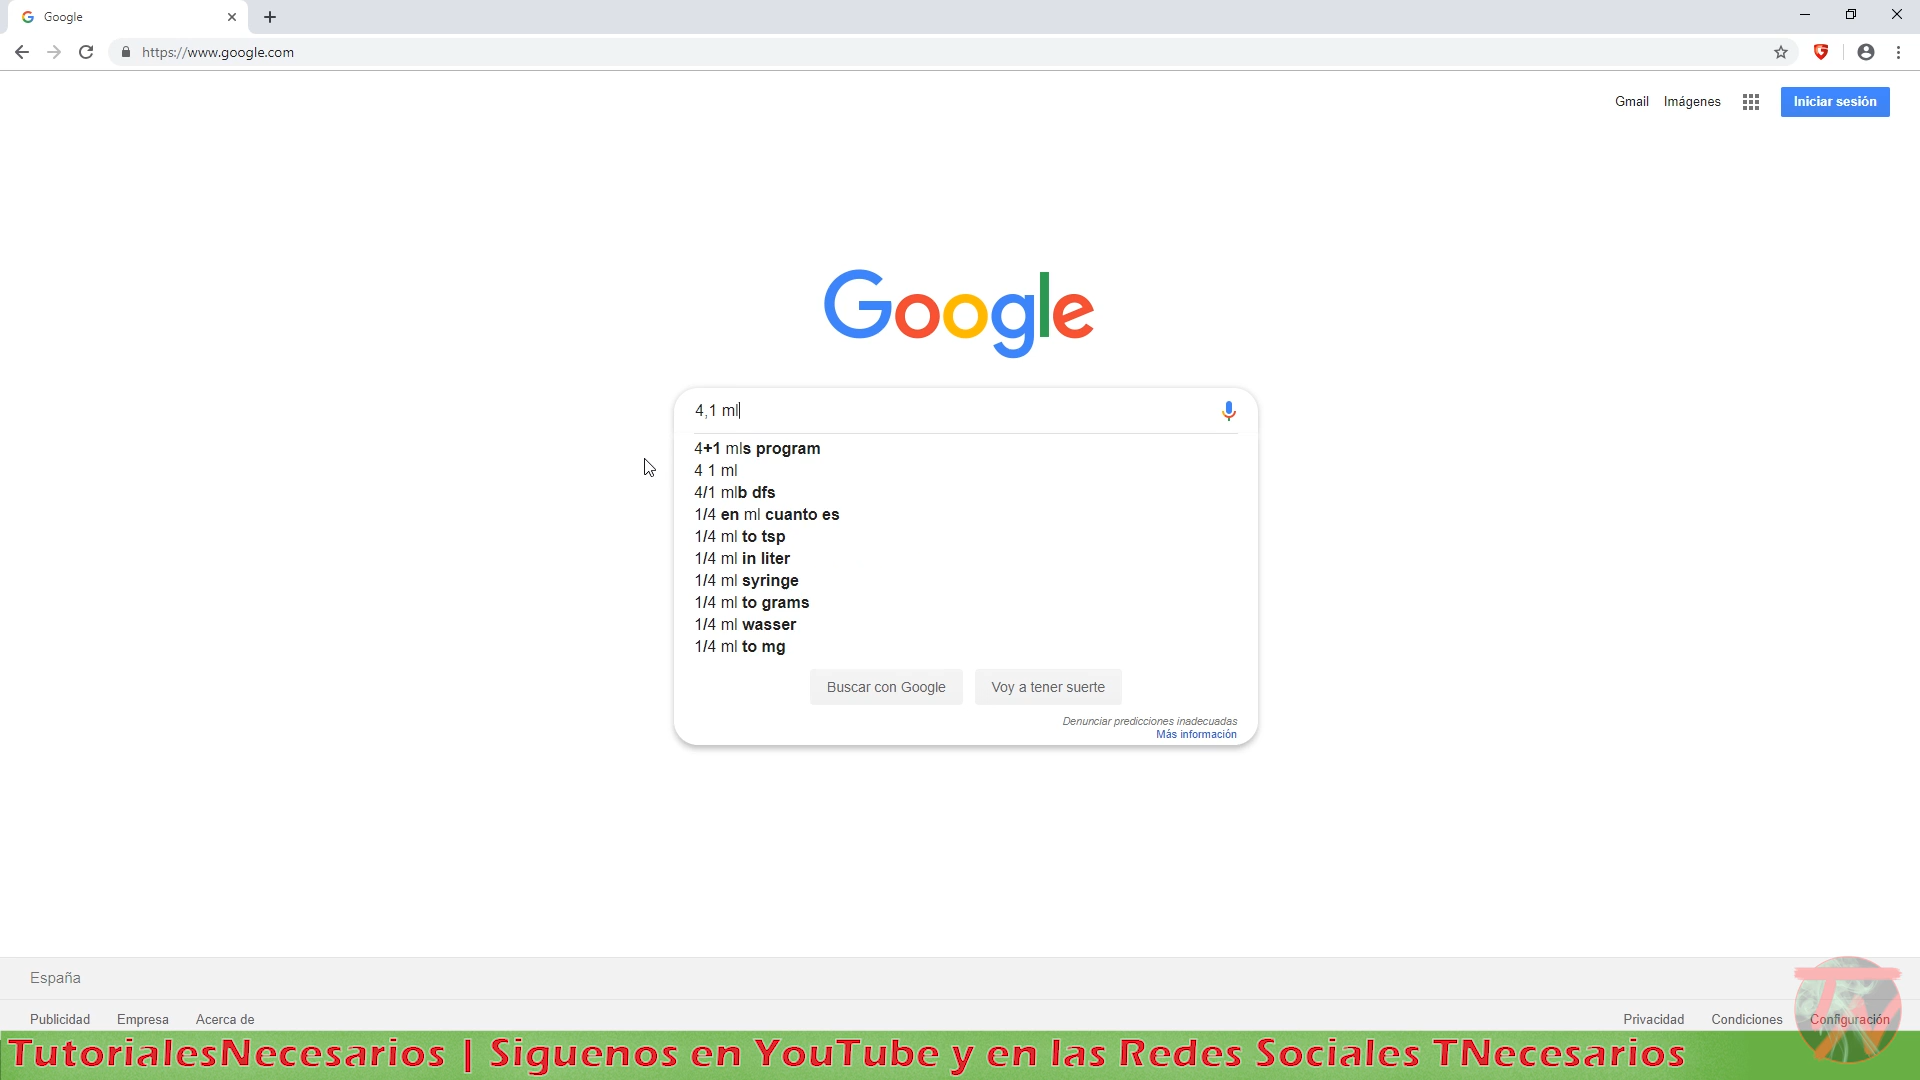 Google
https://www.google.com
Gmail Imágenes Iniciar sesión
Google
4,1 ml
4+1 mls program
4 1 ml
4/1 mlb dfs
1/4 en ml cuanto es
1/4 ml to tsp
1/4 ml in liter
1/4 ml syringe
1/4 ml to grams
1/4 ml wasser
1/4 ml to mg
Buscar con Google Voy a tener suerte
Denunciar predicciones inadecuadas
Más información
España
Publicidad Empresa Acerca de Privacidad Condiciones Configuración
TutorialesNecesarios | Siguenos en YouTube y en las Redes Sociales TNecesarios